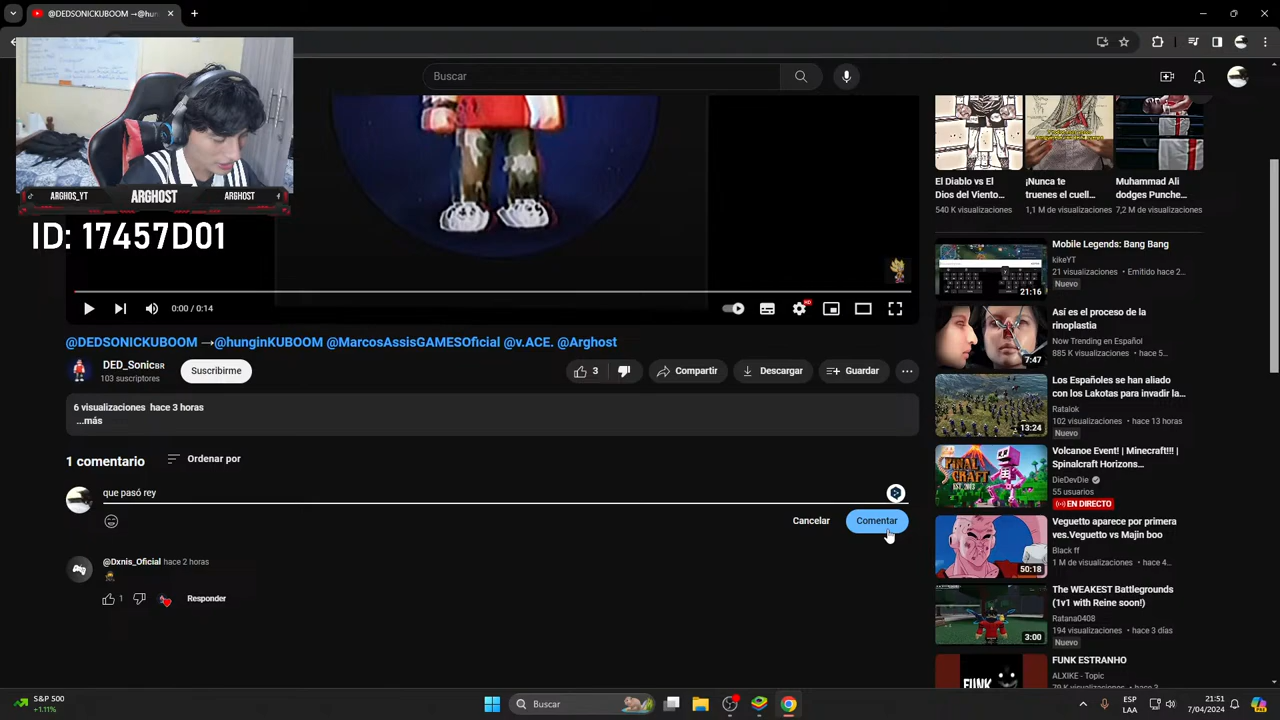 @DEDSONICKUBOOM →@hun
Buscar
ARGHOS_YT ARGHOST ARGHOST
ID: 17457D01
0:00 / 0:14
HD
@DEDSONICKUBOOM →@hunginKUBOOM @MarcosAssisGAMESOficial @v.ACE. @Arghost
DED_SonicBR
103 suscriptores
Suscribirme
3
Compartir
Descargar
Guardar
6 visualizaciones hace 3 horas
...más
1 comentario
Ordenar por
que pasó rey
Cancelar
Comentar
@Dxnis_Oficial hace 2 horas
1
Responder
El Diablo vs El
Dios del Viento...
540 K visualizaciones
¡Nunca te
truenes el cuell...
1,1 M de visualizaciones
Muhammad Ali
dodges Punche...
7,2 M de visualizaciones
21:16
Mobile Legends: Bang Bang
kikeYT
21 visualizaciones • Emitido hace 2...
Nuevo
7:47
Así es el proceso de la
rinoplastia
Now Trending en Español
885 K visualizaciones • hace 5...
13:24
Los Españoles se han aliado
con los Lakotas para invadir la...
Ratalok
102 visualizaciones • hace 13 horas
Nuevo
FINAL CRAFT
Volcanoe Event! | Minecraft!!! |
Spinalcraft Horizons...
DieDevDie
55 usuarios
EN DIRECTO
50:18
Vegutto aparece por primera
ves.Veguetto vs Majin boo
Black ff
1 M de visualizaciones • hace 4...
3:00
The WEAKEST Battlegrounds
(1v1 with Reine soon!)
Ratana0408
194 visualizaciones • hace 3 días
Nuevo
FUNK
FUNK ESTRANHO
ALXIKE - Topic
S&P 500
+1.11%
Buscar
ESP
LAA
21:51
7/04/2024